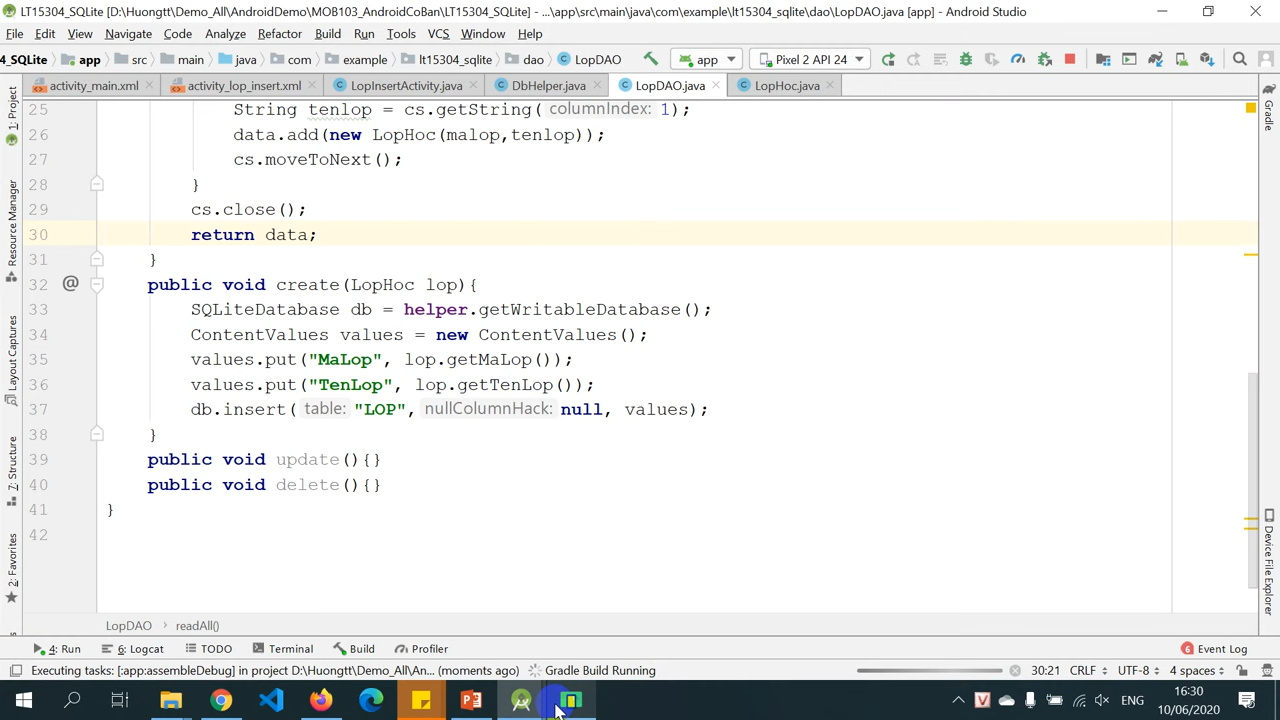 LT15304_SQLite [D:\Huongtt\Demo_All\AndroidDemo\MOB103_AndroidCoBan\LT15304_SQLite] - ...\app\src\main\java\com\example\lt15304_sqlite\dao\LopDAO.java [app] - Android Studio
File Edit View Navigate Code Analyze Refactor Build Run Tools VCS Window Help
4_SQLite app src main java com example lt15304_sqlite dao LopDAO app Pixel 2 API 24
activity_main.xml activity_lop_insert.xml LopInsertActivity.java DbHelper.java LopDAO.java LopHoc.java
1: Project
Resource Manager
Layout Captures
7: Structure
2: Favorites
25 String tenlop = cs.getString( columnIndex: 1);
26 data.add(new LopHoc(malop,tenlop));
27 cs.moveToNext();
28 }
29 cs.close();
30 return data;
31 }
32 @ public void create(LopHoc lop){
33 SQLiteDatabase db = helper.getWritableDatabase();
34 ContentValues values = new ContentValues();
35 values.put("MaLop", lop.getMaLop());
36 values.put("TenLop", lop.getTenLop());
37 db.insert( table: "LOP", nullColumnHack: null, values);
38 }
39 public void update(){}
40 public void delete(){}
41 }
42
Gradle
Device File Explorer
LopDAO readAll()
4: Run 6: Logcat TODO Terminal Build Profiler 6 Event Log
Executing tasks: [app:assembleDebug] in project D:\Huongtt\Demo_All\An... (moments ago) Gradle Build Running 30:21 CRLF UTF-8 4 spaces
ENG 16:30
10/06/2020